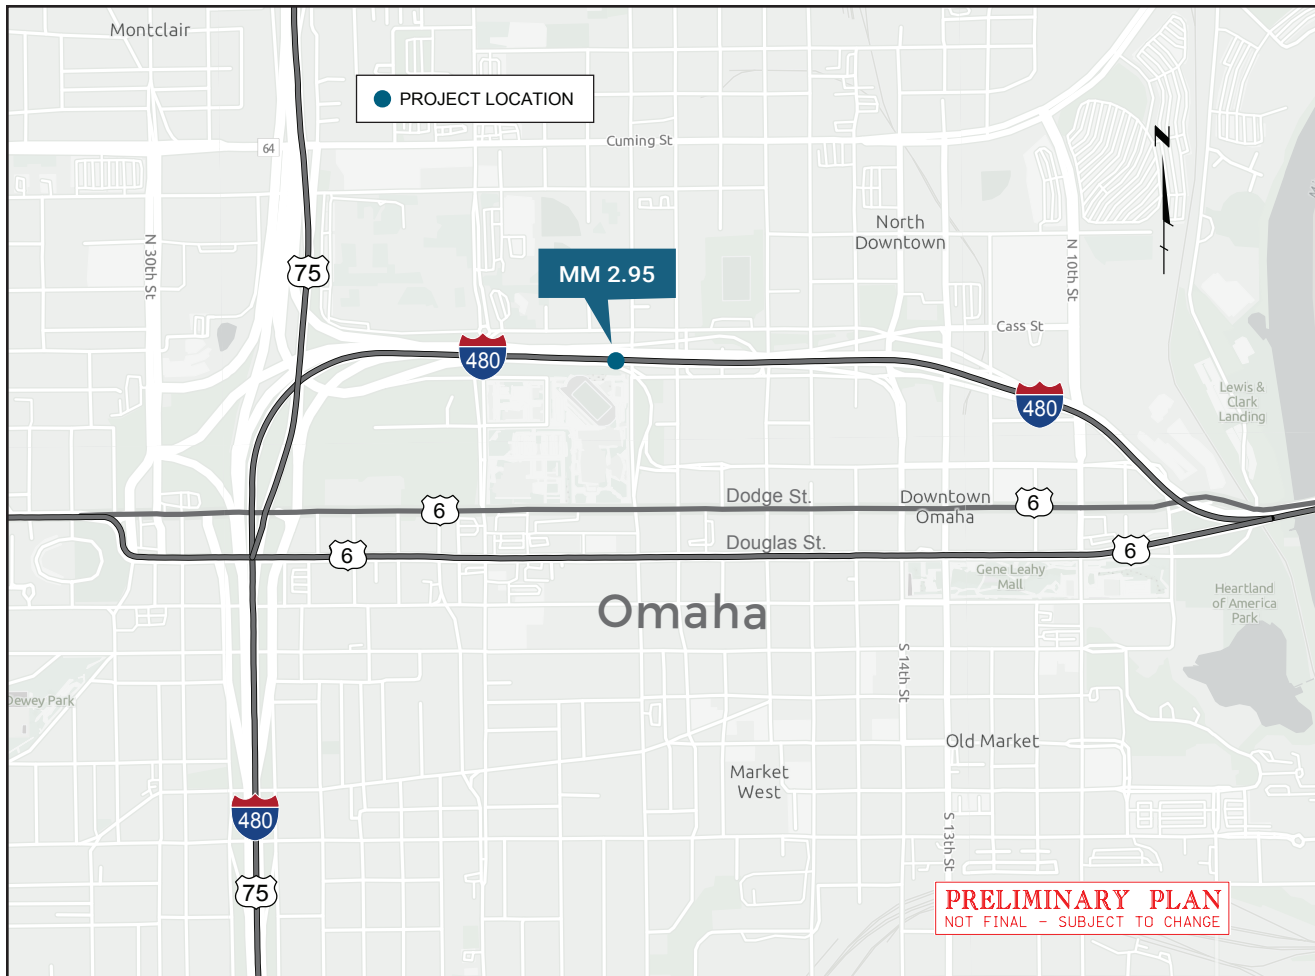 Montclair
PROJECT LOCATION
64
Cuming St
N
North
Downtown
N 30th St
75
MM 2.95
N 10th St
480
Cass St
480
Lewis &
Clark
Landing
Dodge St.
6
Downtown
Omaha
6
6
Douglas St.
6
Gene Leahy
Mall
Omaha
Heartland
of America
Park
S 14th St
Dewey Park
Old Market
Market
West
480
S 13th St
75
PRELIMINARY PLAN
NOT FINAL - SUBJECT TO CHANGE